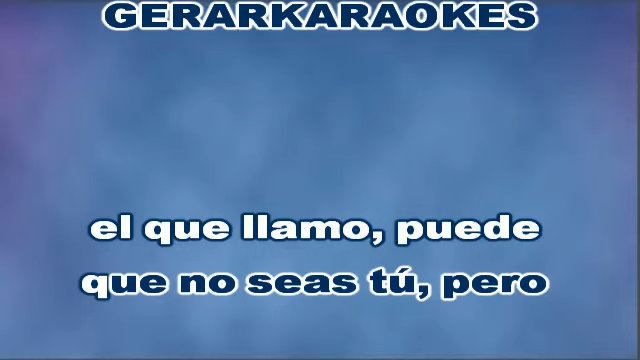 GERARKARAOKES
el que llamo, puede
que no seas tú, pero